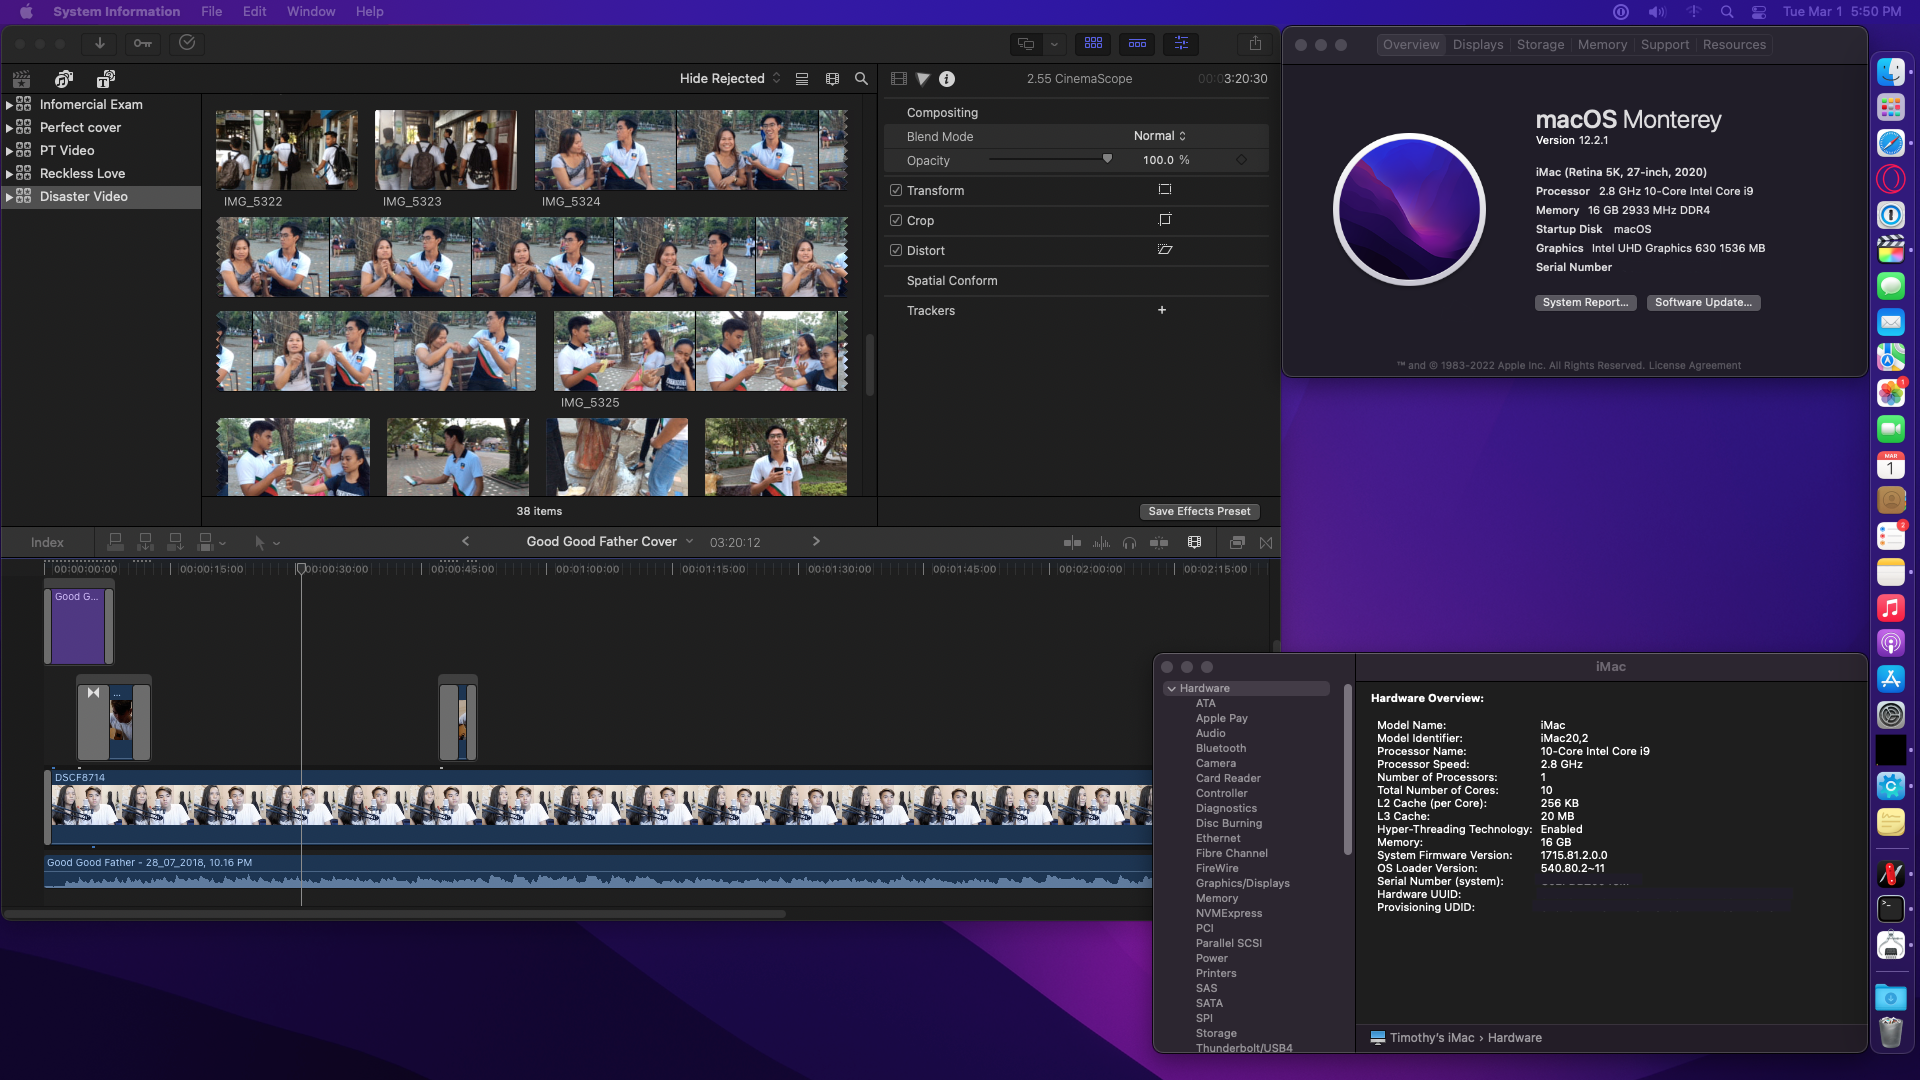 System Information File Edit Window Help
Tue Mar 1 5:50 PM
Hide Rejected
Infomercial Exam
Perfect cover
PT Video
Reckless Love
Disaster Video
IMG_5322
IMG_5323
IMG_5324
IMG_5325
38 items
2.55 CinemaScope
00:03:20:30
Compositing
Blend Mode Normal
Opacity 100.0 %
Transform
Crop
Distort
Spatial Conform
Trackers +
Save Effects Preset
Overview Displays Storage Memory Support Resources
macOS Monterey
Version 12.2.1
iMac (Retina 5K, 27-inch, 2020)
Processor 2.8 GHz 10-Core Intel Core i9
Memory 16 GB 2933 MHz DDR4
Startup Disk macOS
Graphics Intel UHD Graphics 630 1536 MB
Serial Number
System Report...
Software Update...
™ and © 1983-2022 Apple Inc. All Rights Reserved. License Agreement
Index
Good Good Father Cover
03:20:12
00:00:00:00
00:00:15:00
00:00:30:00
00:00:45:00
00:01:00:00
00:01:15:00
00:01:30:00
00:01:45:00
00:02:00:00
00:02:15:00
Good G...
...
DSCF8714
Good Good Father - 28_07_2018, 10.16 PM
MAR
1
1
2
iMac
Hardware
ATA
Apple Pay
Audio
Bluetooth
Camera
Card Reader
Controller
Diagnostics
Disc Burning
Ethernet
Fibre Channel
FireWire
Graphics/Displays
Memory
NVMExpress
PCI
Parallel SCSI
Power
Printers
SAS
SATA
SPI
Storage
Thunderbolt/USB4
Hardware Overview:
Model Name: iMac
Model Identifier: iMac20,2
Processor Name: 10-Core Intel Core i9
Processor Speed: 2.8 GHz
Number of Processors: 1
Total Number of Cores: 10
L2 Cache (per Core): 256 KB
L3 Cache: 20 MB
Hyper-Threading Technology: Enabled
Memory: 16 GB
System Firmware Version: 1715.81.2.0.0
OS Loader Version: 540.80.2~11
Serial Number (system):
Hardware UUID:
Provisioning UDID:
Timothy's iMac › Hardware